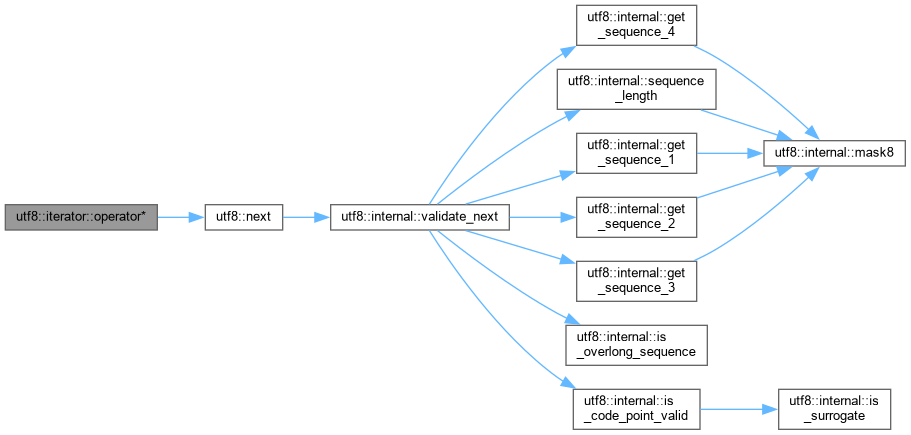 utf8::iterator::operator*
utf8::next
utf8::internal::validate_next
utf8::internal::get
_sequence_4
utf8::internal::sequence
_length
utf8::internal::get
_sequence_1
utf8::internal::get
_sequence_2
utf8::internal::get
_sequence_3
utf8::internal::is
_overlong_sequence
utf8::internal::is
_code_point_valid
utf8::internal::mask8
utf8::internal::is
_surrogate